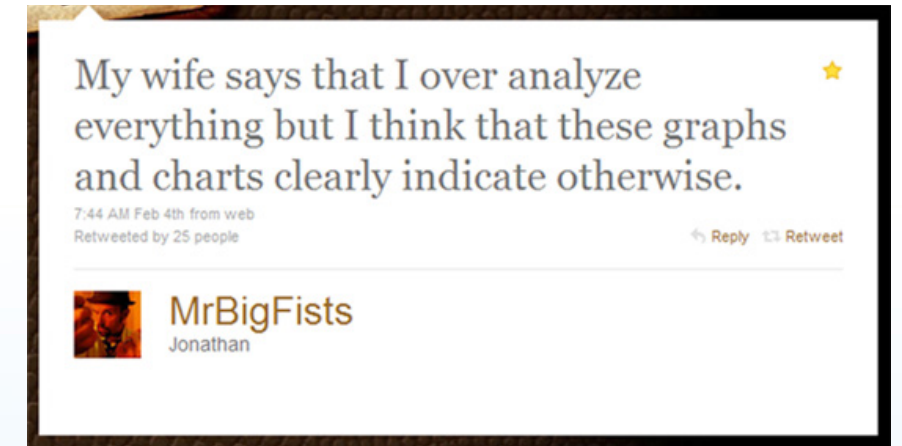 My wife says that I over analyze
everything but I think that these graphs
and charts clearly indicate otherwise.
7:44 AM Feb 4th from web
Retweeted by 25 people
Reply Retweet
MrBigFists
Jonathan